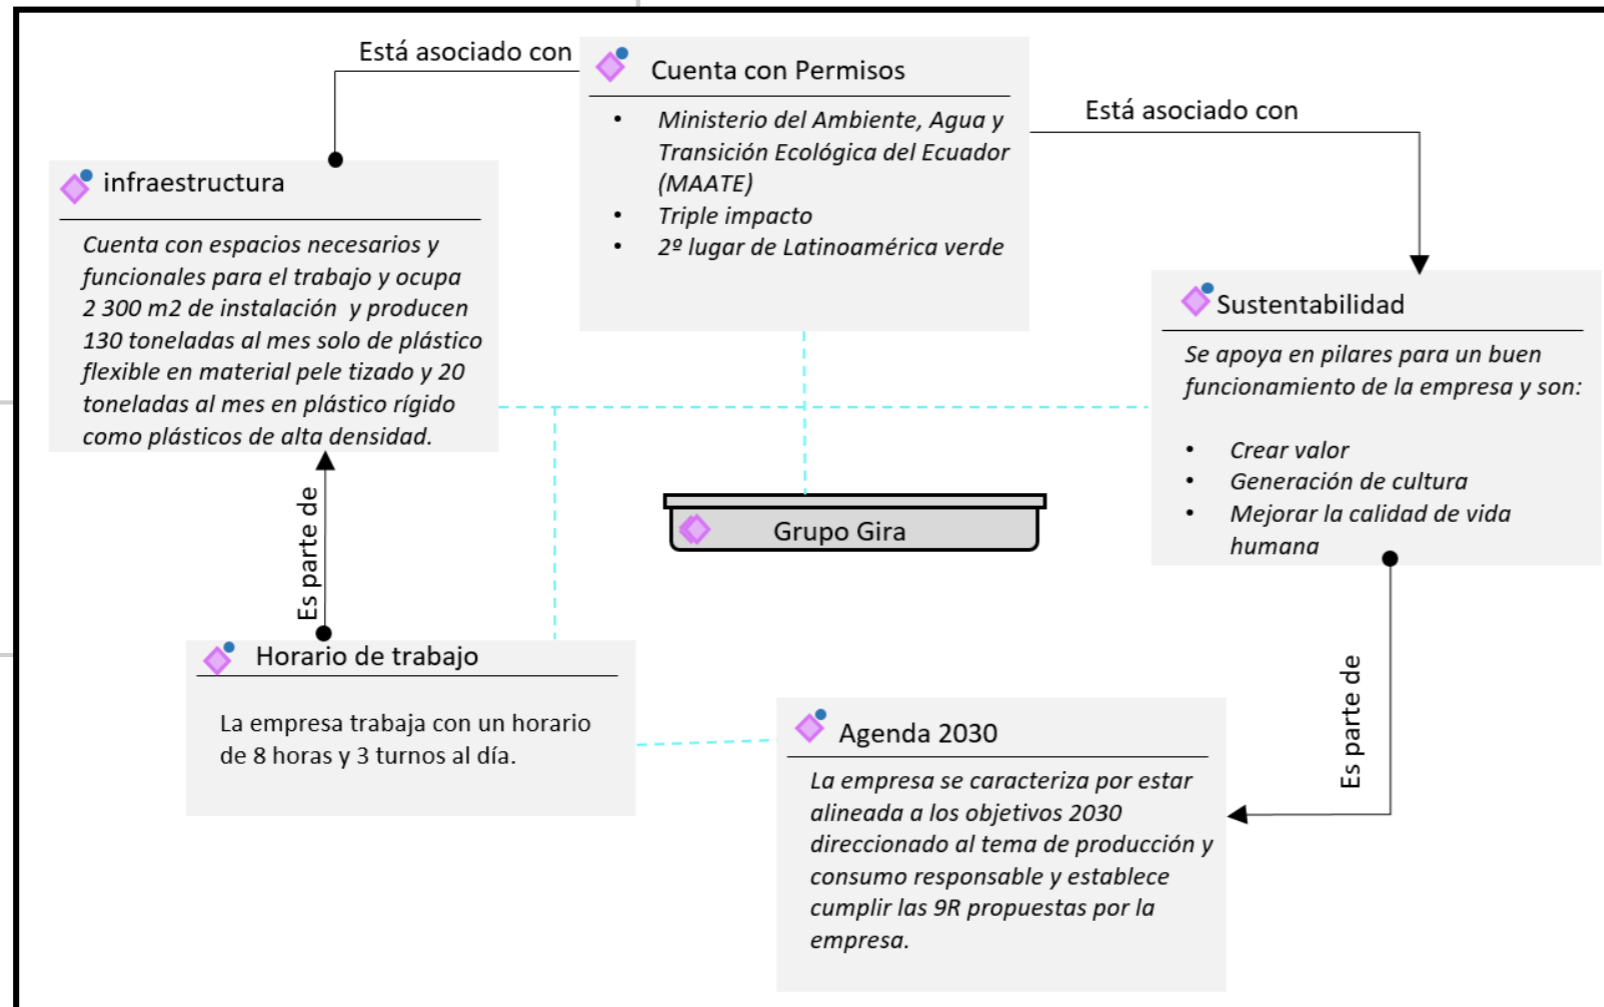 Está asociado con
Cuenta con Permisos
• Ministerio del Ambiente, Agua y
Transición Ecológica del Ecuador
(MAATE)
• Triple impacto
• 2º lugar de Latinoamérica verde
Está asociado con
infraestructura
Cuenta con espacios necesarios y
funcionales para el trabajo y ocupa
2 300 m2 de instalación y producen
130 toneladas al mes solo de plástico
flexible en material pele tizado y 20
toneladas al mes en plástico rígido
como plásticos de alta densidad.
Sustentabilidad
Se apoya en pilares para un buen
funcionamiento de la empresa y son:
• Crear valor
• Generación de cultura
• Mejorar la calidad de vida
humana
Es parte de
Grupo Gira
Horario de trabajo
La empresa trabaja con un horario
de 8 horas y 3 turnos al día.
Es parte de
Agenda 2030
La empresa se caracteriza por estar
alineada a los objetivos 2030
direccionado al tema de producción y
consumo responsable y establece
cumplir las 9R propuestas por la
empresa.